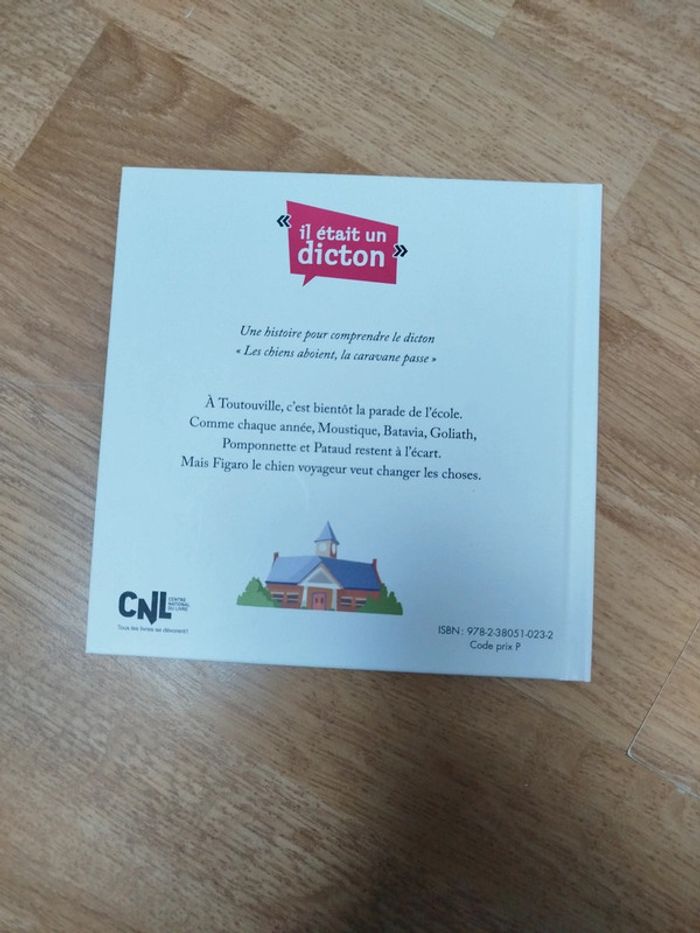 « il était un
dicton »
Une histoire pour comprendre le dicton
« Les chiens aboient, la caravane passe »
À Toutouville, c'est bientôt la parade de l'école.
Comme chaque année, Moustique, Batavia, Goliath,
Pomponnette et Pataud restent à l'écart.
Mais Figaro le chien voyageur veut changer les choses.
CNL CENTRE
NATIONAL
DU LIVRE
Tous les livres se dévorent !
ISBN : 978-2-38051-023-2
Code prix P